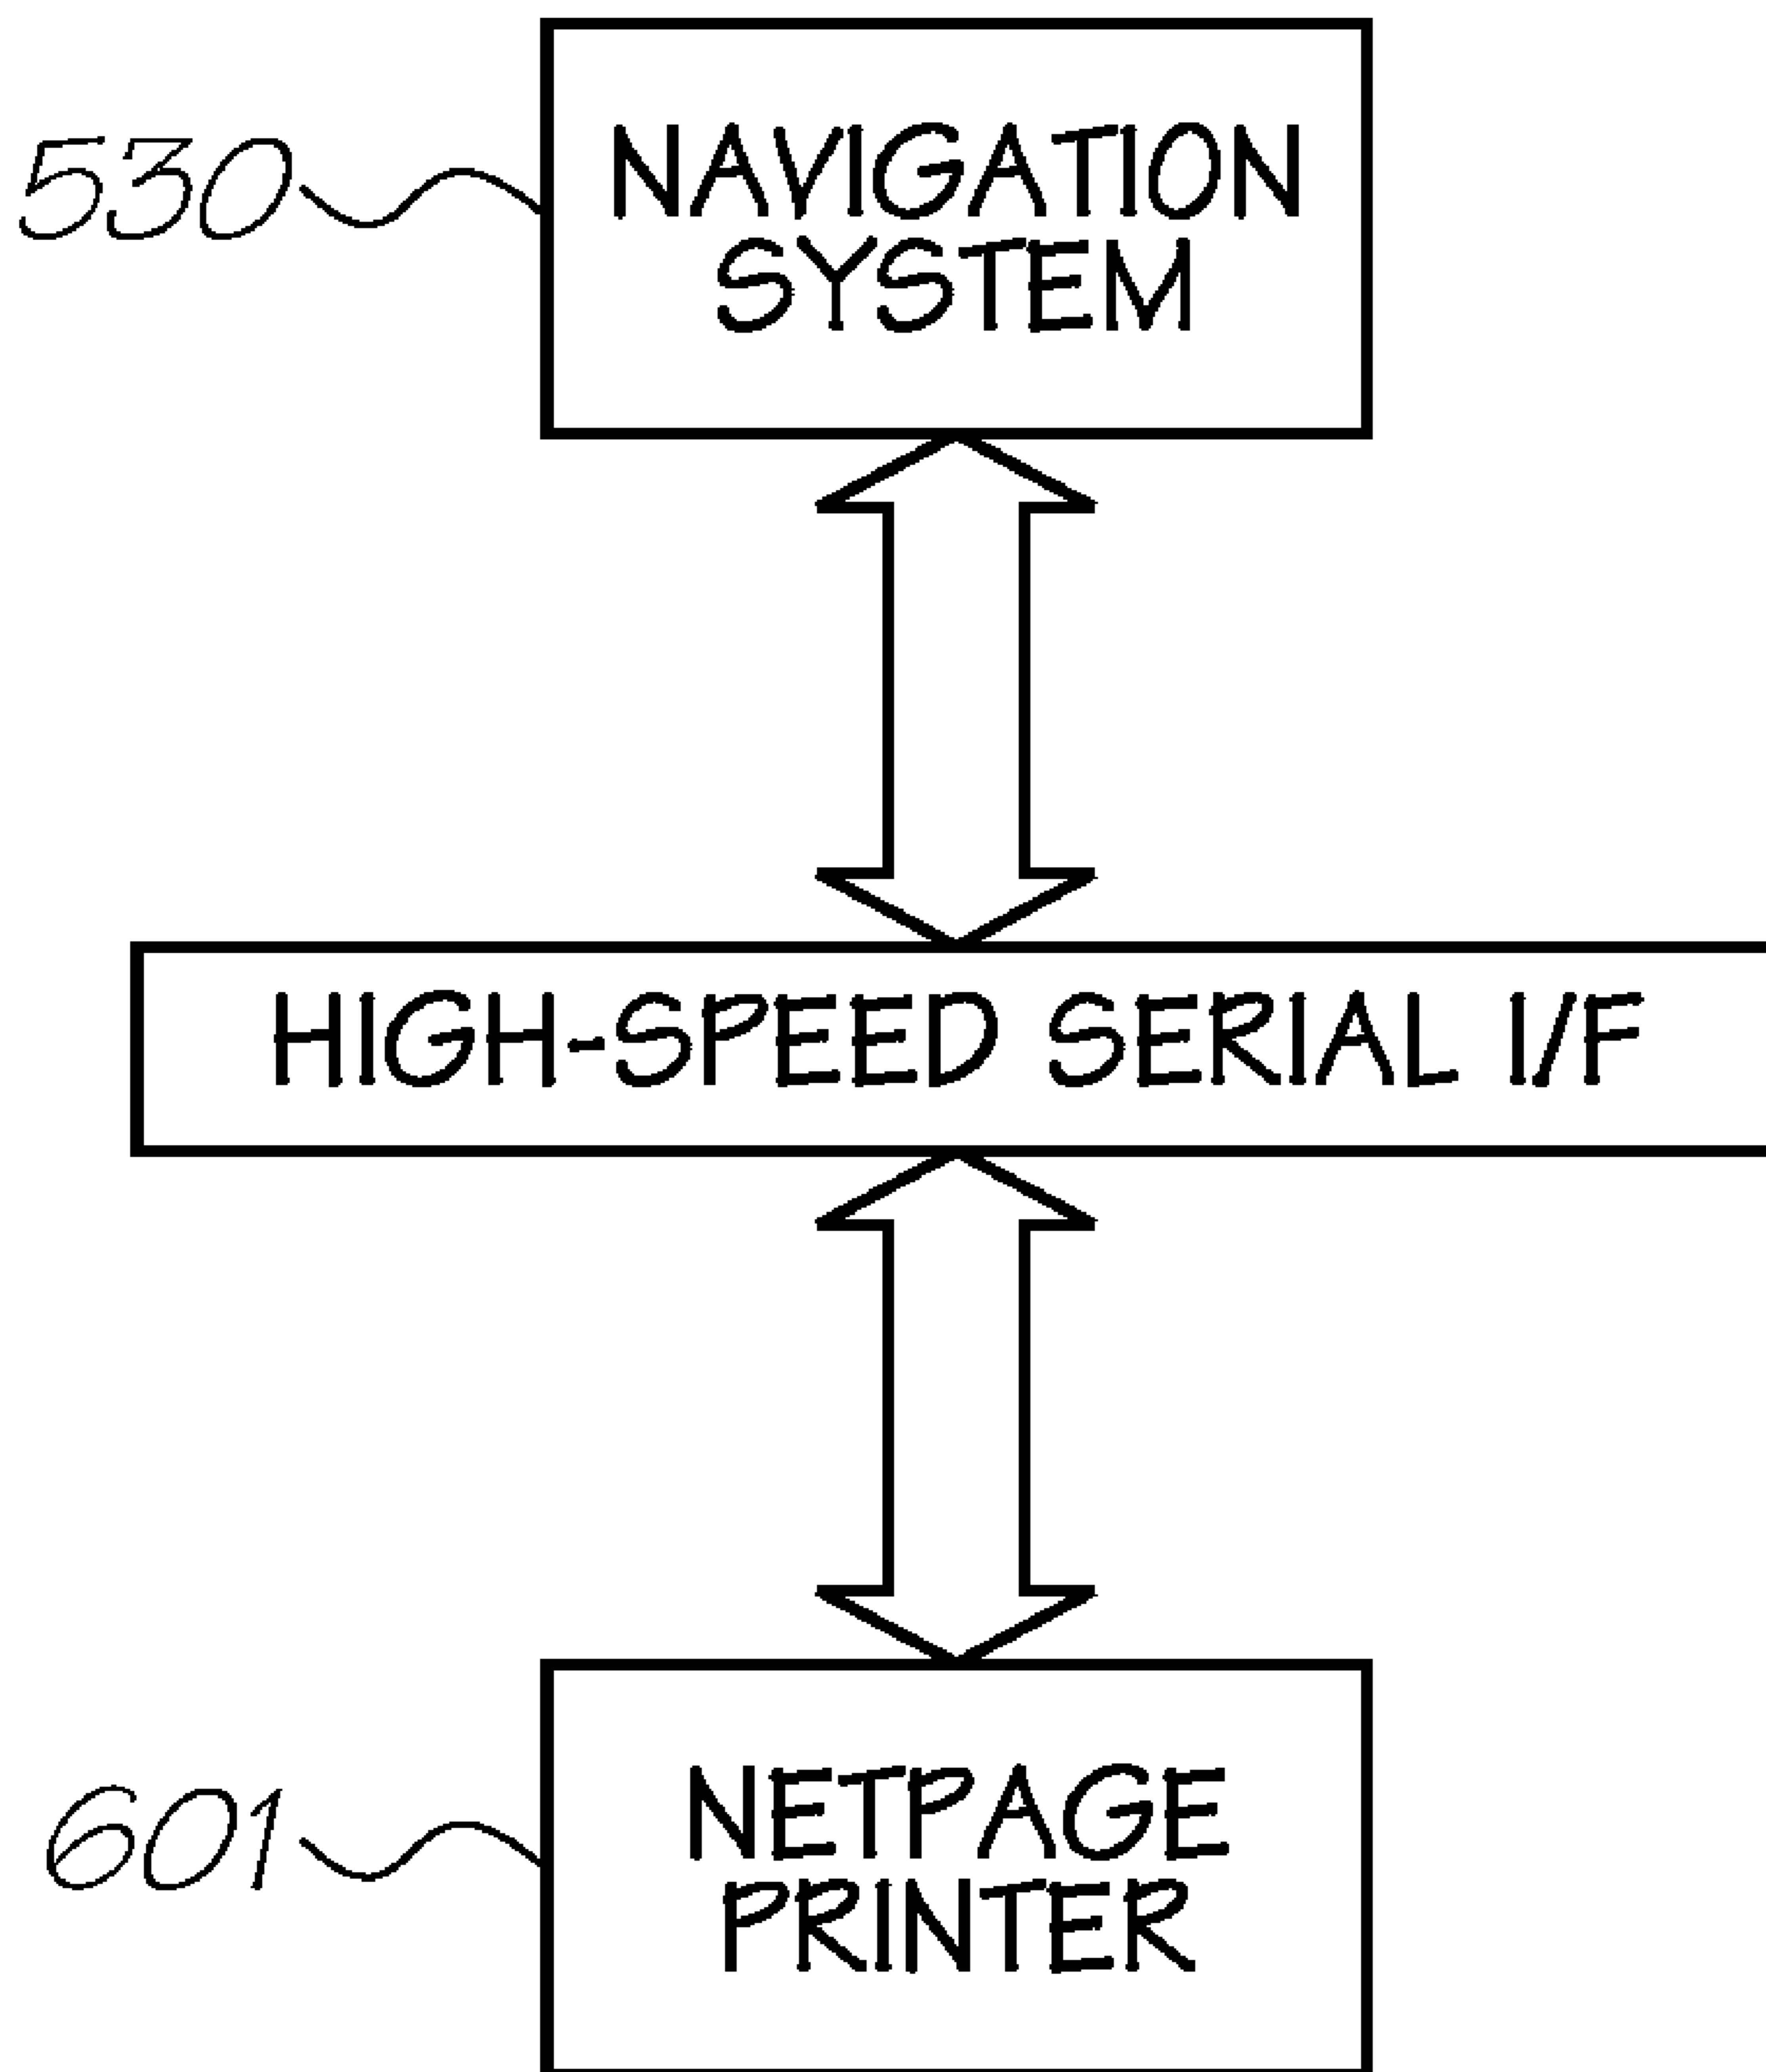 530
NAVIGATION
SYSTEM
HIGH-SPEED SERIAL I/F
601
NETPAGE
PRINTER